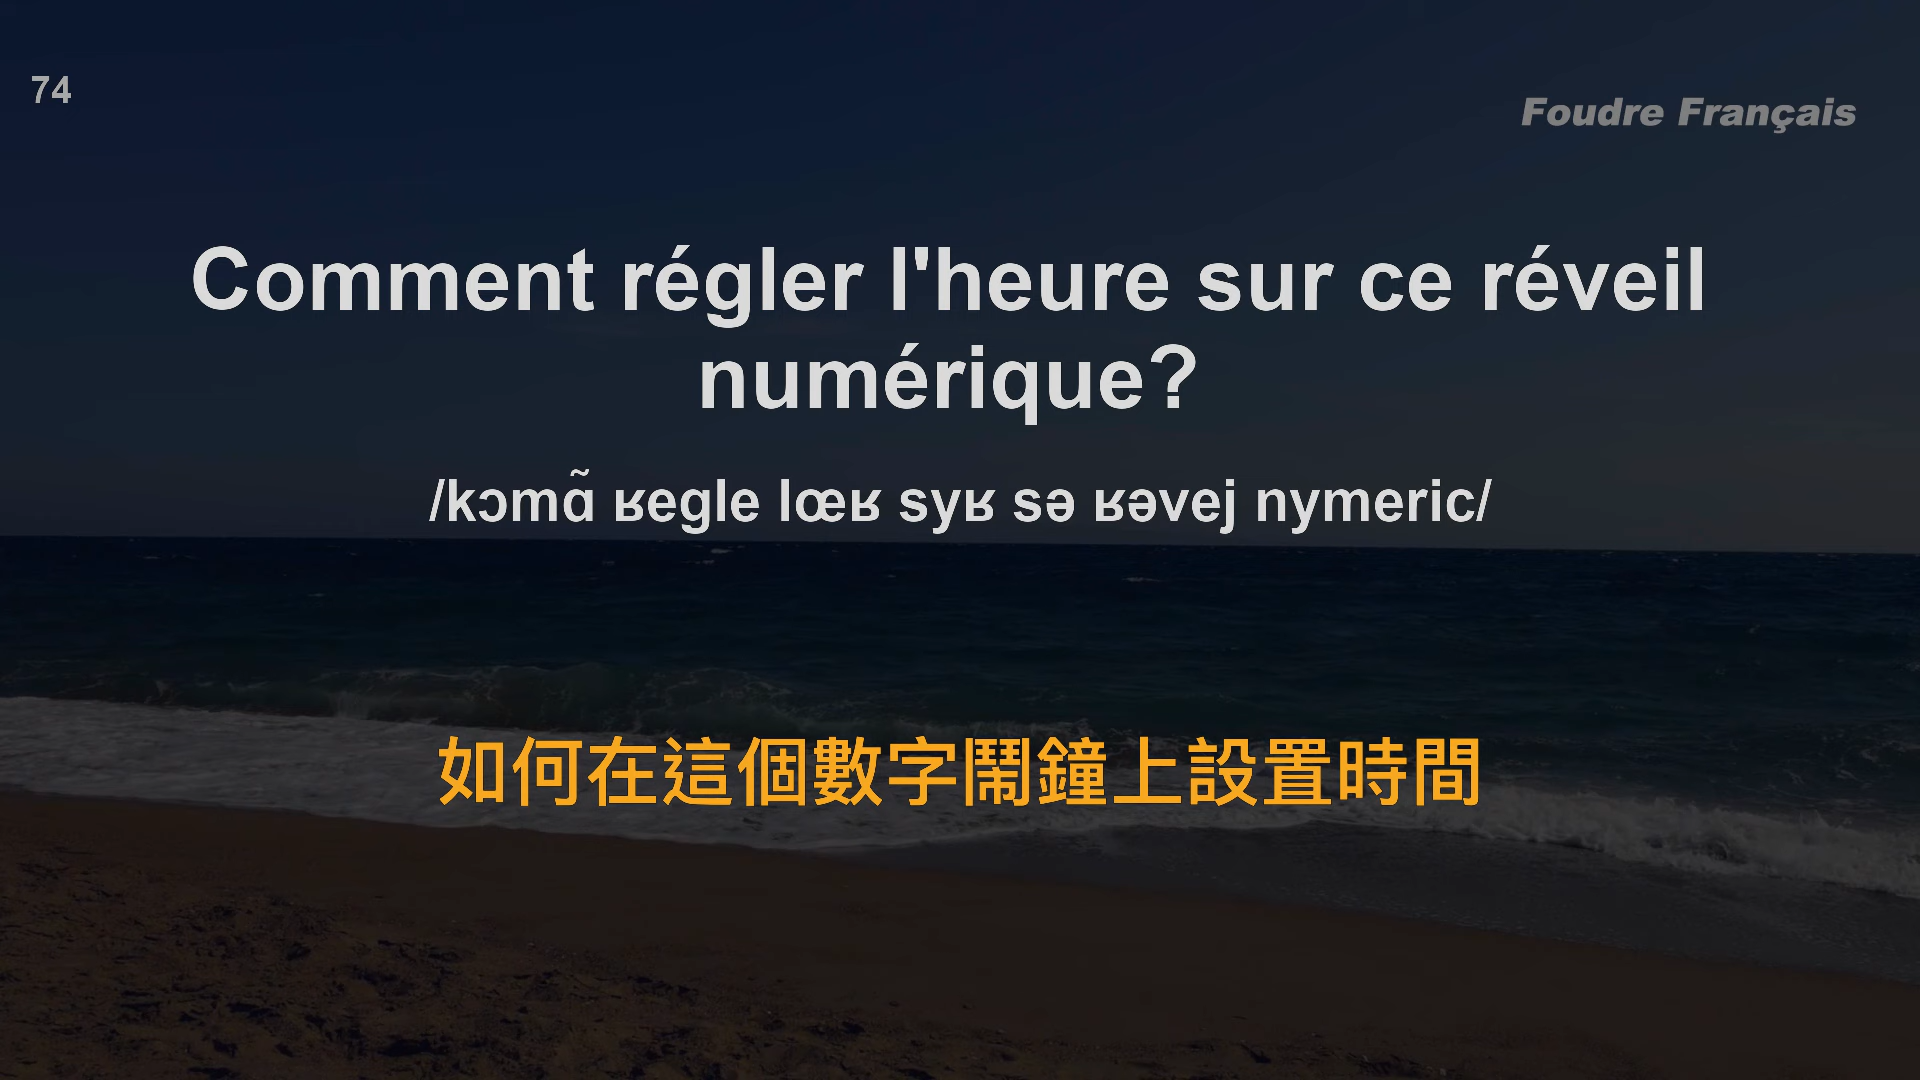 74
Foudre Français
Comment régler l'heure sur ce réveil
numérique?
/kɔmɑ̃ ʁegle lœʁ syʁ sə ʁəvej nymeric/
如何在這個數字鬧鐘上設置時間